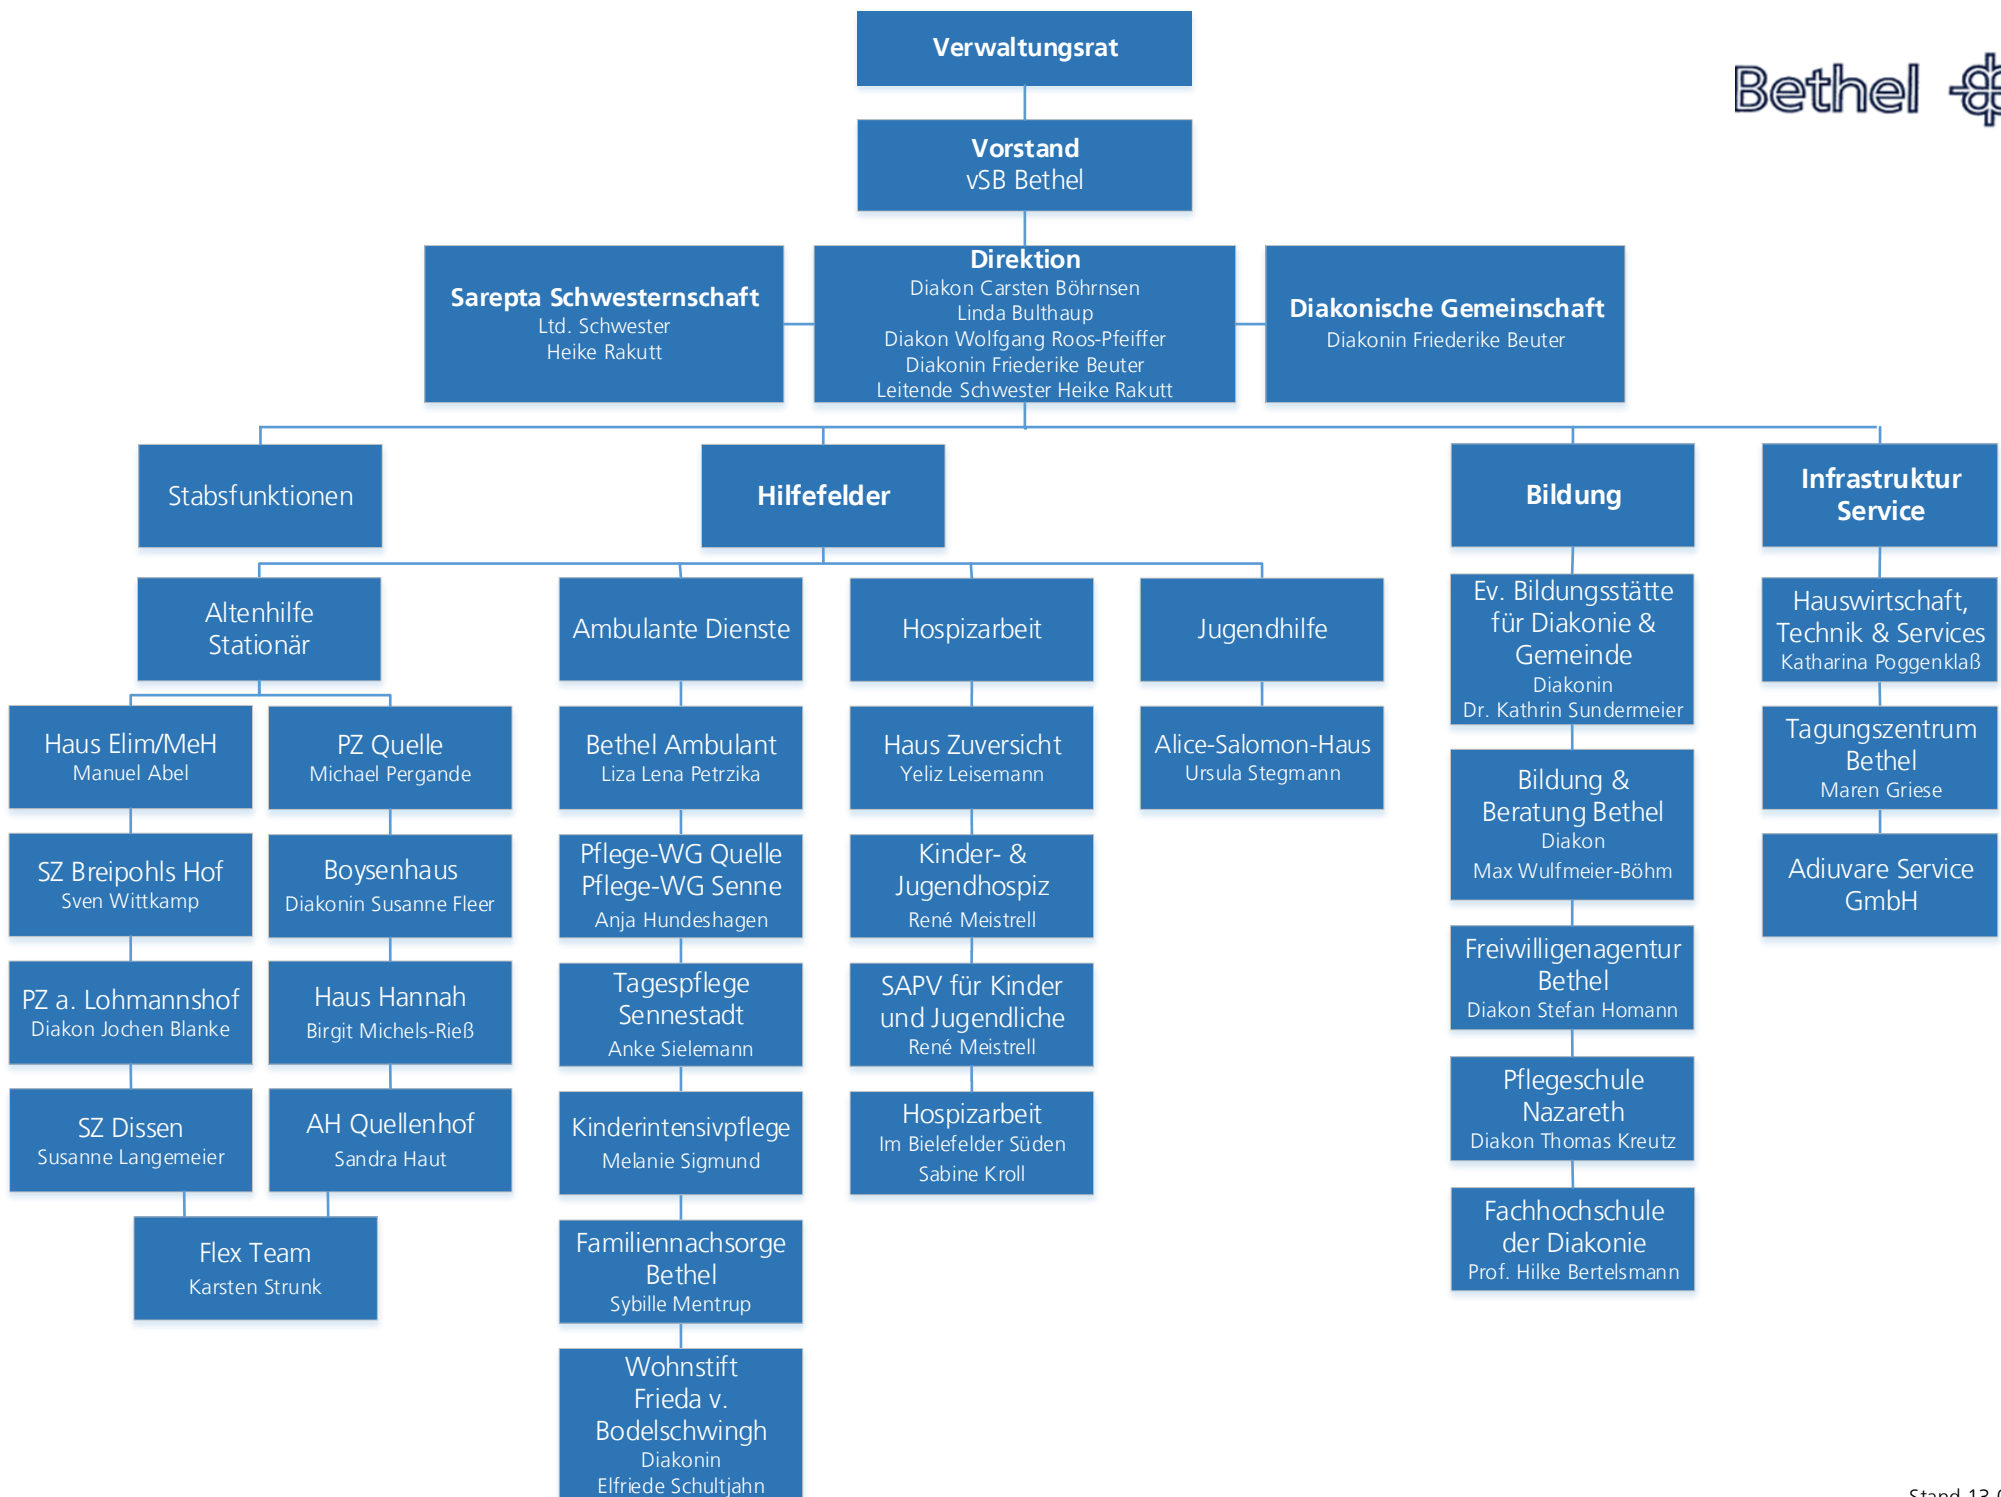 Verwaltungsrat
Bethel
Vorstand
vSB Bethel
Sarepta Schwesternschaft
Ltd. Schwester
Heike Rakutt
Direktion
Diakon Carsten Böhrnsen
Linda Bulthaup
Diakon Wolfgang Roos-Pfeiffer
Diakonin Friederike Beuter
Leitende Schwester Heike Rakutt
Diakonische Gemeinschaft
Diakonin Friederike Beuter
Stabsfunktionen
Hilfefelder
Bildung
Infrastruktur
Service
Altenhilfe
Stationär
Ambulante Dienste
Hospizarbeit
Jugendhilfe
Ev. Bildungsstätte
für Diakonie &
Gemeinde
Diakonin
Dr. Kathrin Sundermeier
Hauswirtschaft,
Technik & Services
Katharina Poggenklaß
Haus Elim/MeH
Manuel Abel
PZ Quelle
Michael Pergande
Bethel Ambulant
Liza Lena Petrzika
Haus Zuversicht
Yeliz Leisemann
Alice-Salomon-Haus
Ursula Stegmann
Bildung &
Beratung Bethel
Diakon
Max Wulfmeier-Böhm
Tagungszentrum
Bethel
Maren Griese
SZ Breipohls Hof
Sven Wittkamp
Boysenhaus
Diakonin Susanne Fleer
Pflege-WG Quelle
Pflege-WG Senne
Anja Hundeshagen
Kinder- &
Jugendhospiz
René Meistrell
Adiuvare Service
GmbH
PZ a. Lohmannshof
Diakon Jochen Blanke
Haus Hannah
Birgit Michels-Rieß
Tagespflege
Sennestadt
Anke Sielemann
SAPV für Kinder
und Jugendliche
René Meistrell
Freiwilligenagentur
Bethel
Diakon Stefan Homann
SZ Dissen
Susanne Langemeier
AH Quellenhof
Sandra Haut
Kinderintensivpflege
Melanie Sigmund
Hospizarbeit
Im Bielefelder Süden
Sabine Kroll
Pflegeschule
Nazareth
Diakon Thomas Kreutz
Flex Team
Karsten Strunk
Familiennachsorge
Bethel
Sybille Mentrup
Fachhochschule
der Diakonie
Prof. Hilke Bertelsmann
Wohnstift
Frieda v.
Bodelschwingh
Diakonin
Elfriede Schultjahn
Stand 13